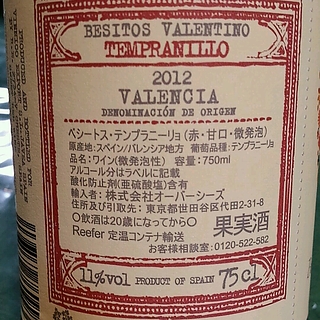 BESITOS VALENTINO
TEMPRANILLO
2012
VALENCIA
DENOMINACIÓN DE ORIGEN
ベシートス・テンプラニーリョ(赤・甘口・微発泡)
原産地:スペイン/バレンシア地方 葡萄品種:テンプラニーリョ
品名:ワイン(微発泡性) 容量:750ml
アルコール分はラベルに記載
酸化防止剤(亜硫酸塩)含有
輸入者:株式会社オーバーシーズ
住所及び引取先:東京都世田谷区代田2-31-8
○飲酒は20歳になってから○ 果実酒
Reefer 定温コンテナ輸送
お客様相談室:0120-522-582
11%vol PRODUCT OF SPAIN 75 cl